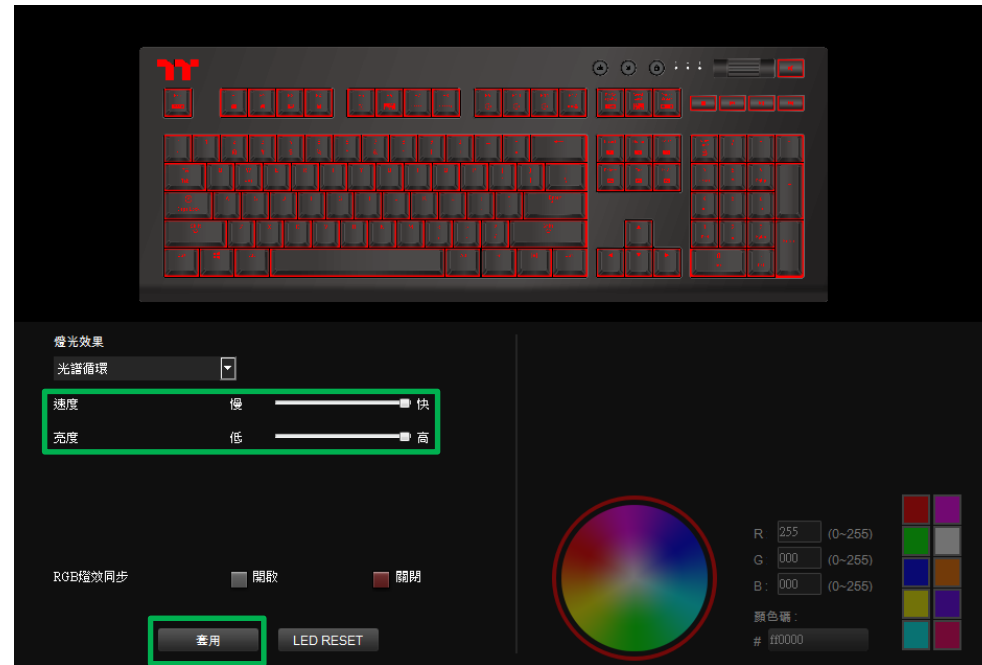 燈光效果
光譜循環
速度 慢 快
亮度 低 高
RGB燈效同步 開啟 關閉
套用 LED RESET
R 255 (0~255)
G 000 (0~255)
B : 000 (0~255)
顏色碼 :
# ff0000